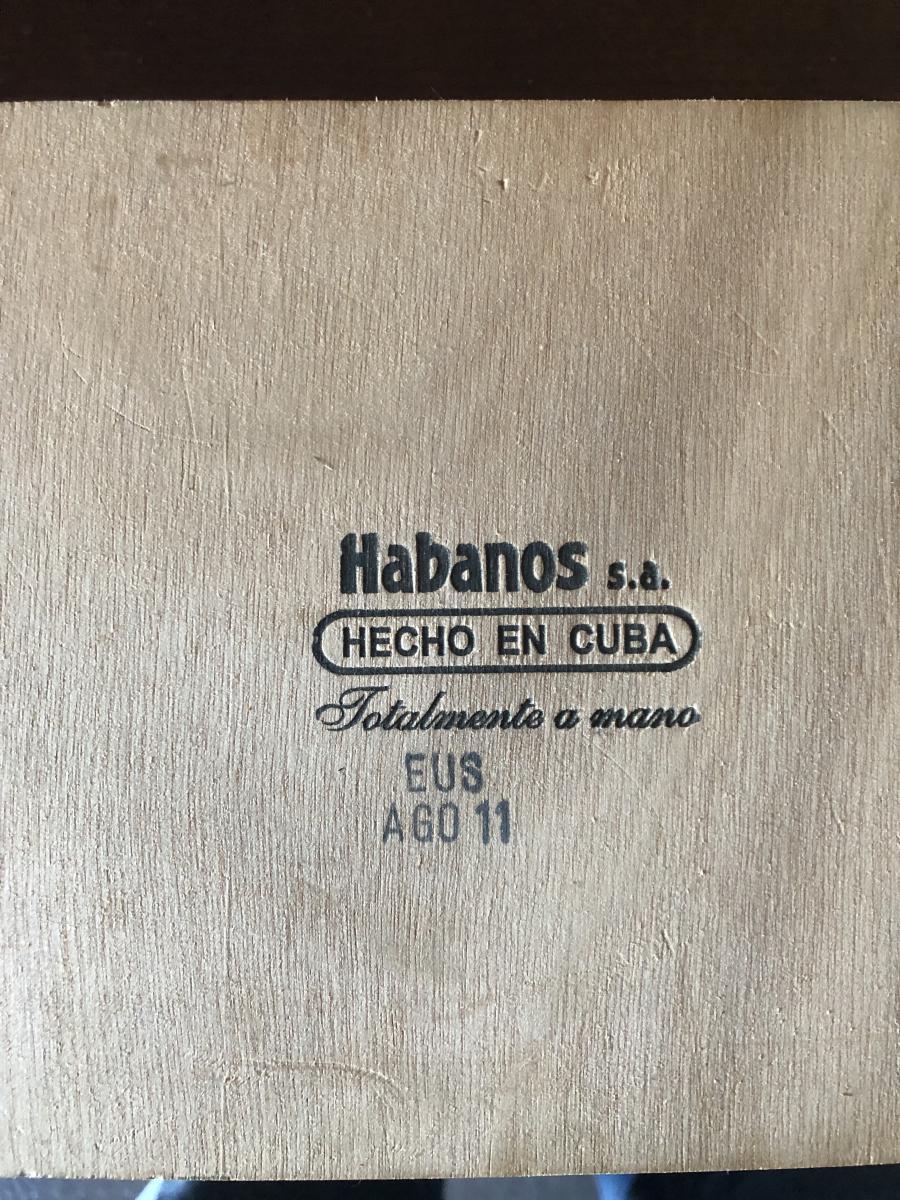 Habanos s.a.
HECHO EN CUBA
Totalmente a mano
EUS
AGO 11